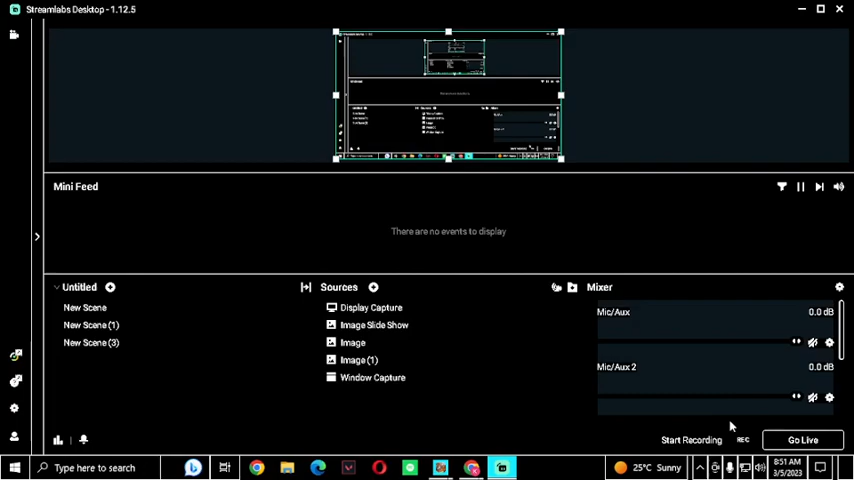 Streamlabs Desktop - 1.12.5
Mini Feed
There are no events to display
Untitled
Sources
Mixer
New Scene
New Scene (1)
New Scene (3)
Display Capture
Image Slide Show
Image
Image (1)
Window Capture
Mic/Aux 0.0 dB
Mic/Aux 2 0.0 dB
Start Recording REC Go Live
Type here to search
25°C Sunny
8:51 AM
3/5/2023